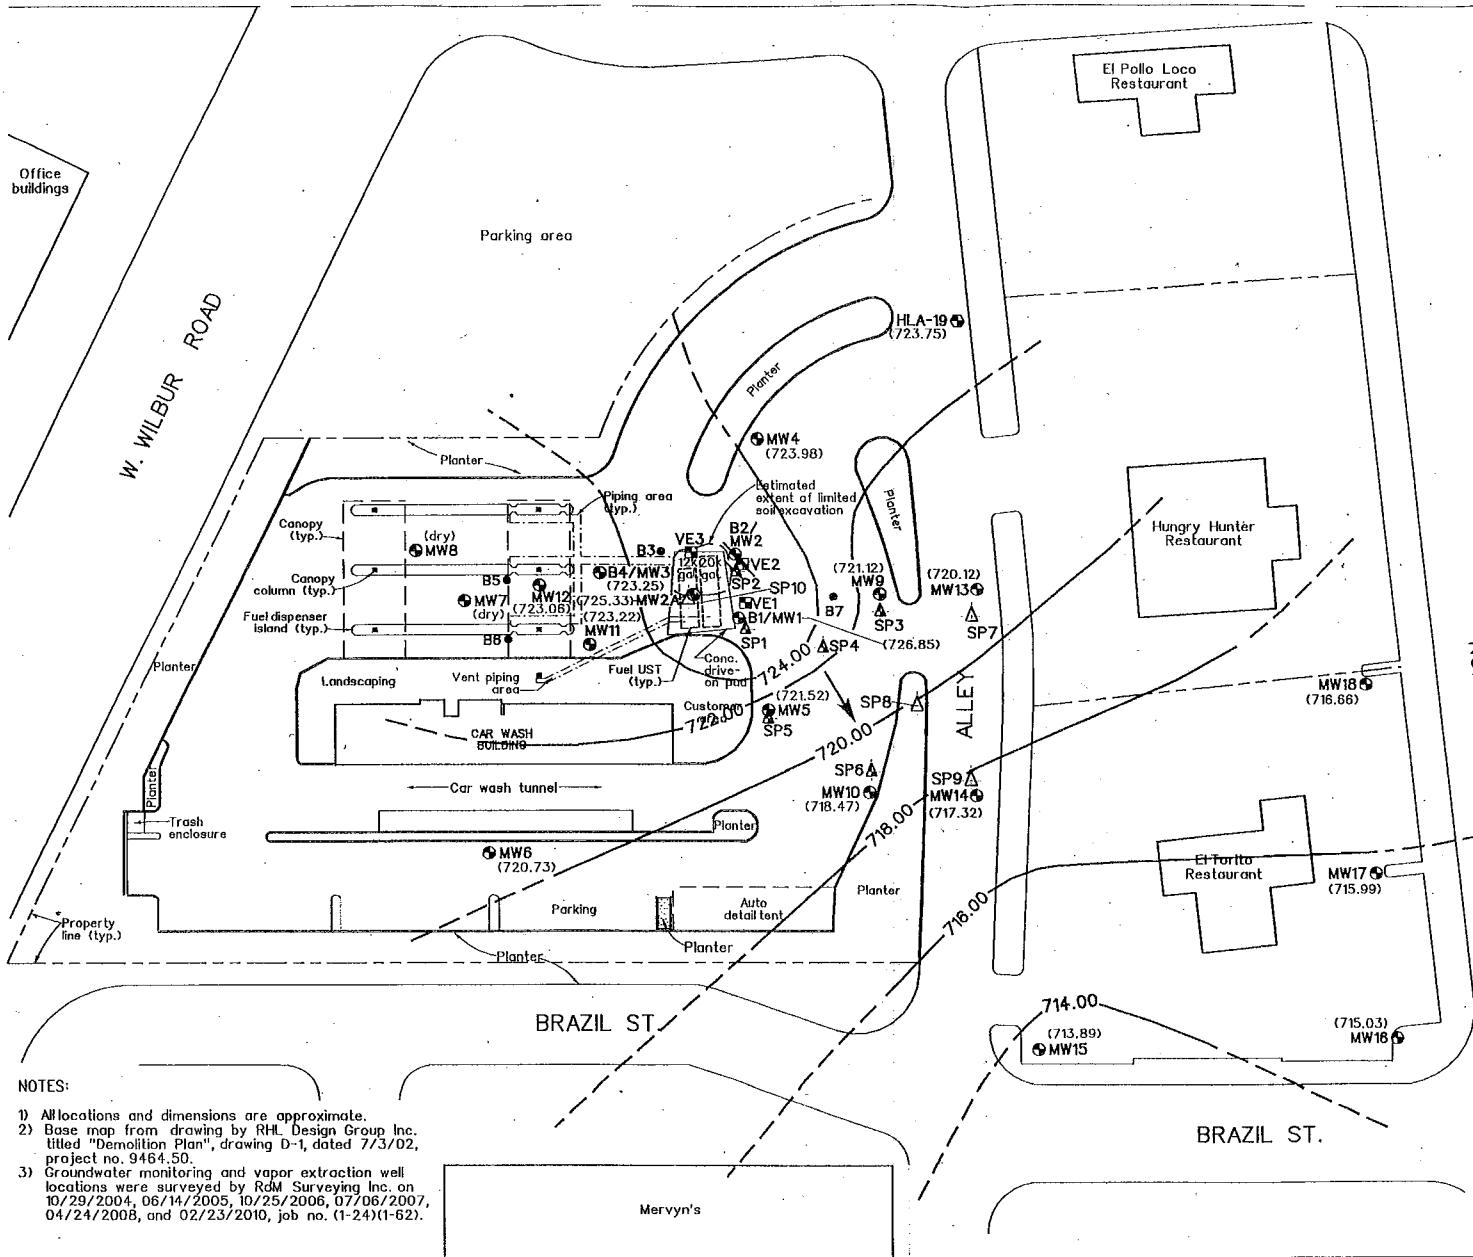 El Pollo Loco
Restaurant
Office
buildings
Parking area
W. WILBUR ROAD
HLA-19
(723.75)
Planter
MW4
(723.98)
Planter
Estimated
extent of limited
soil excavation
Piping area
(typ.)
Planter
Canopy
(typ.)
(dry)
MW8
B3
VE3
B2/
MW2
Hungry Hunter
Restaurant
12K
gal.
20K
gal.
VE2
SP2
SP10
Canopy
column (typ.)
B5
B4/MW3
(723.25)
(721.12)
MW9
(720.12)
MW13
MW7
(dry)
MW12
(723.06)
(725.33)
MW2A
VE1
B7
(723.22)
MW11
B1/MW1
SP3
SP7
Fuel dispenser
island (typ.)
B6
SP1
SP4
(726.85)
Planter
Landscaping
Vent piping
area
Fuel UST
(typ.)
Conc.
drive-
on pad
724.00
MW18
(716.66)
(721.52)
MW5
SP5
SP8
ALLEY
Customer
722.00
CAR WASH
BUILDING
720.00
Planter
Car wash tunnel
SP6
MW10
(718.47)
SP9
MW14
(717.32)
Trash
enclosure
Planter
718.00
MW6
(720.73)
El Torito
Restaurant
MW17
(715.99)
Planter
716.00
Property
line (typ.)
Parking
Auto
detail tent
Planter
Planter
BRAZIL ST.
714.00
(713.89)
MW15
(715.03)
MW16
NOTES:
1) All locations and dimensions are approximate.
2) Base map from drawing by RHL Design Group Inc.
titled "Demolition Plan", drawing D-1, dated 7/3/02,
project no. 9464.50.
3) Groundwater monitoring and vapor extraction well
locations were surveyed by RdM Surveying Inc. on
10/29/2004, 06/14/2005, 10/25/2006, 07/06/2007,
04/24/2008, and 02/23/2010, job no. (1-24)(1-62).
BRAZIL ST.
Mervyn's